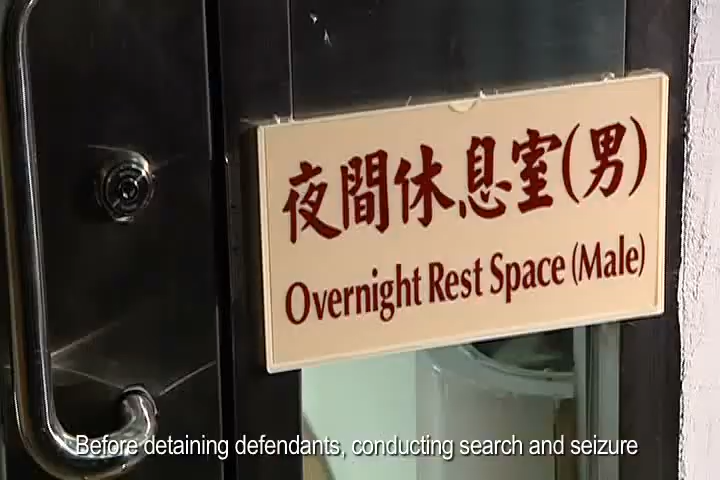 夜間休息室(男)
Overnight Rest Space (Male)
Before detaining defendants, conducting search and seizure